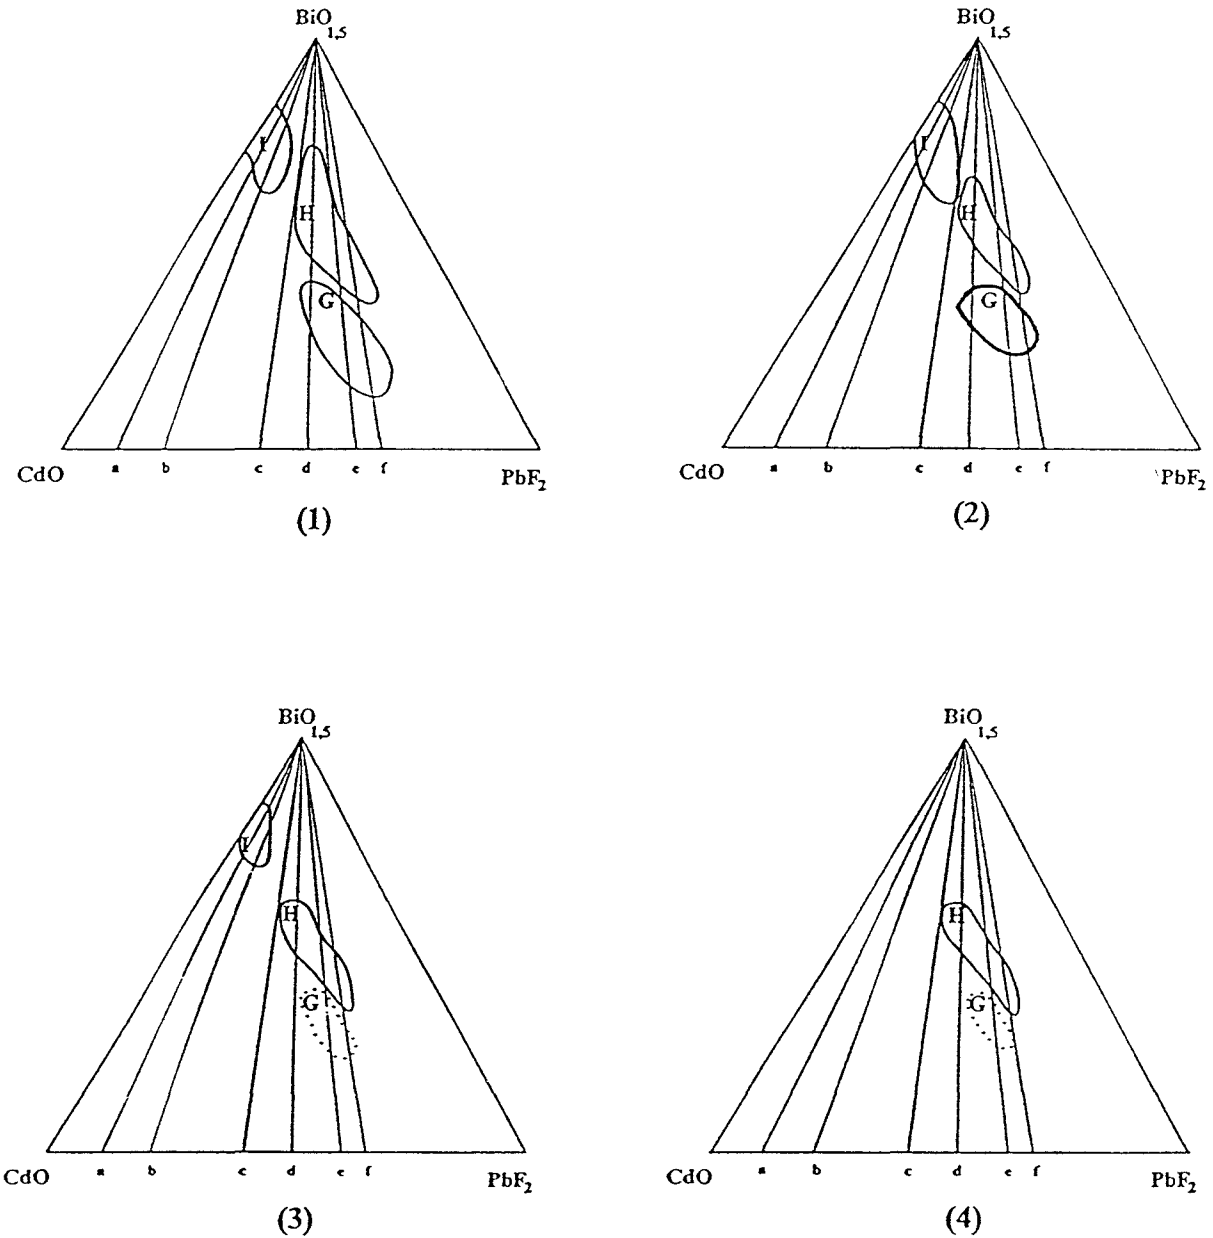 BiO1,5
BiO1,5
I
I
H
H
G
G
CdO a b c d e f PbF2
CdO a b c d e f PbF2
(1)
(2)
BiO1,5
BiO1,5
I
H
H
G
G
CdO a b c d e f PbF2
CdO a b c d e f PbF2
(3)
(4)